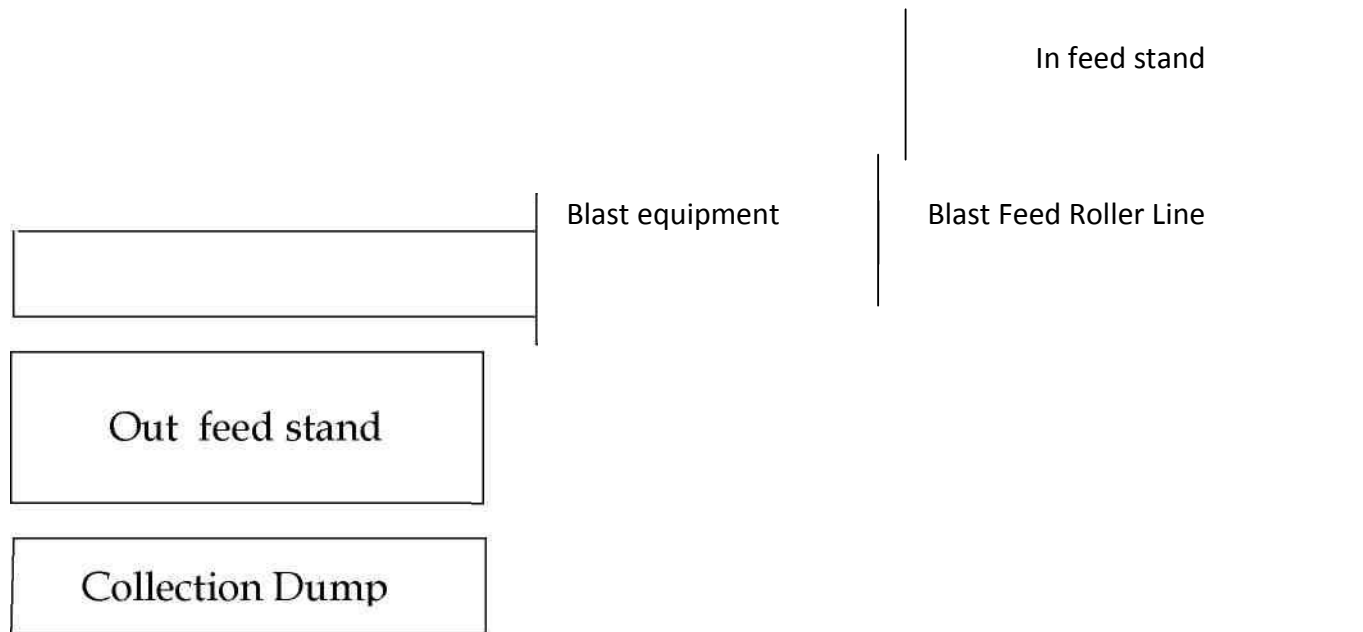 In feed stand
Blast equipment
Blast Feed Roller Line
Out feed stand
Collection Dump